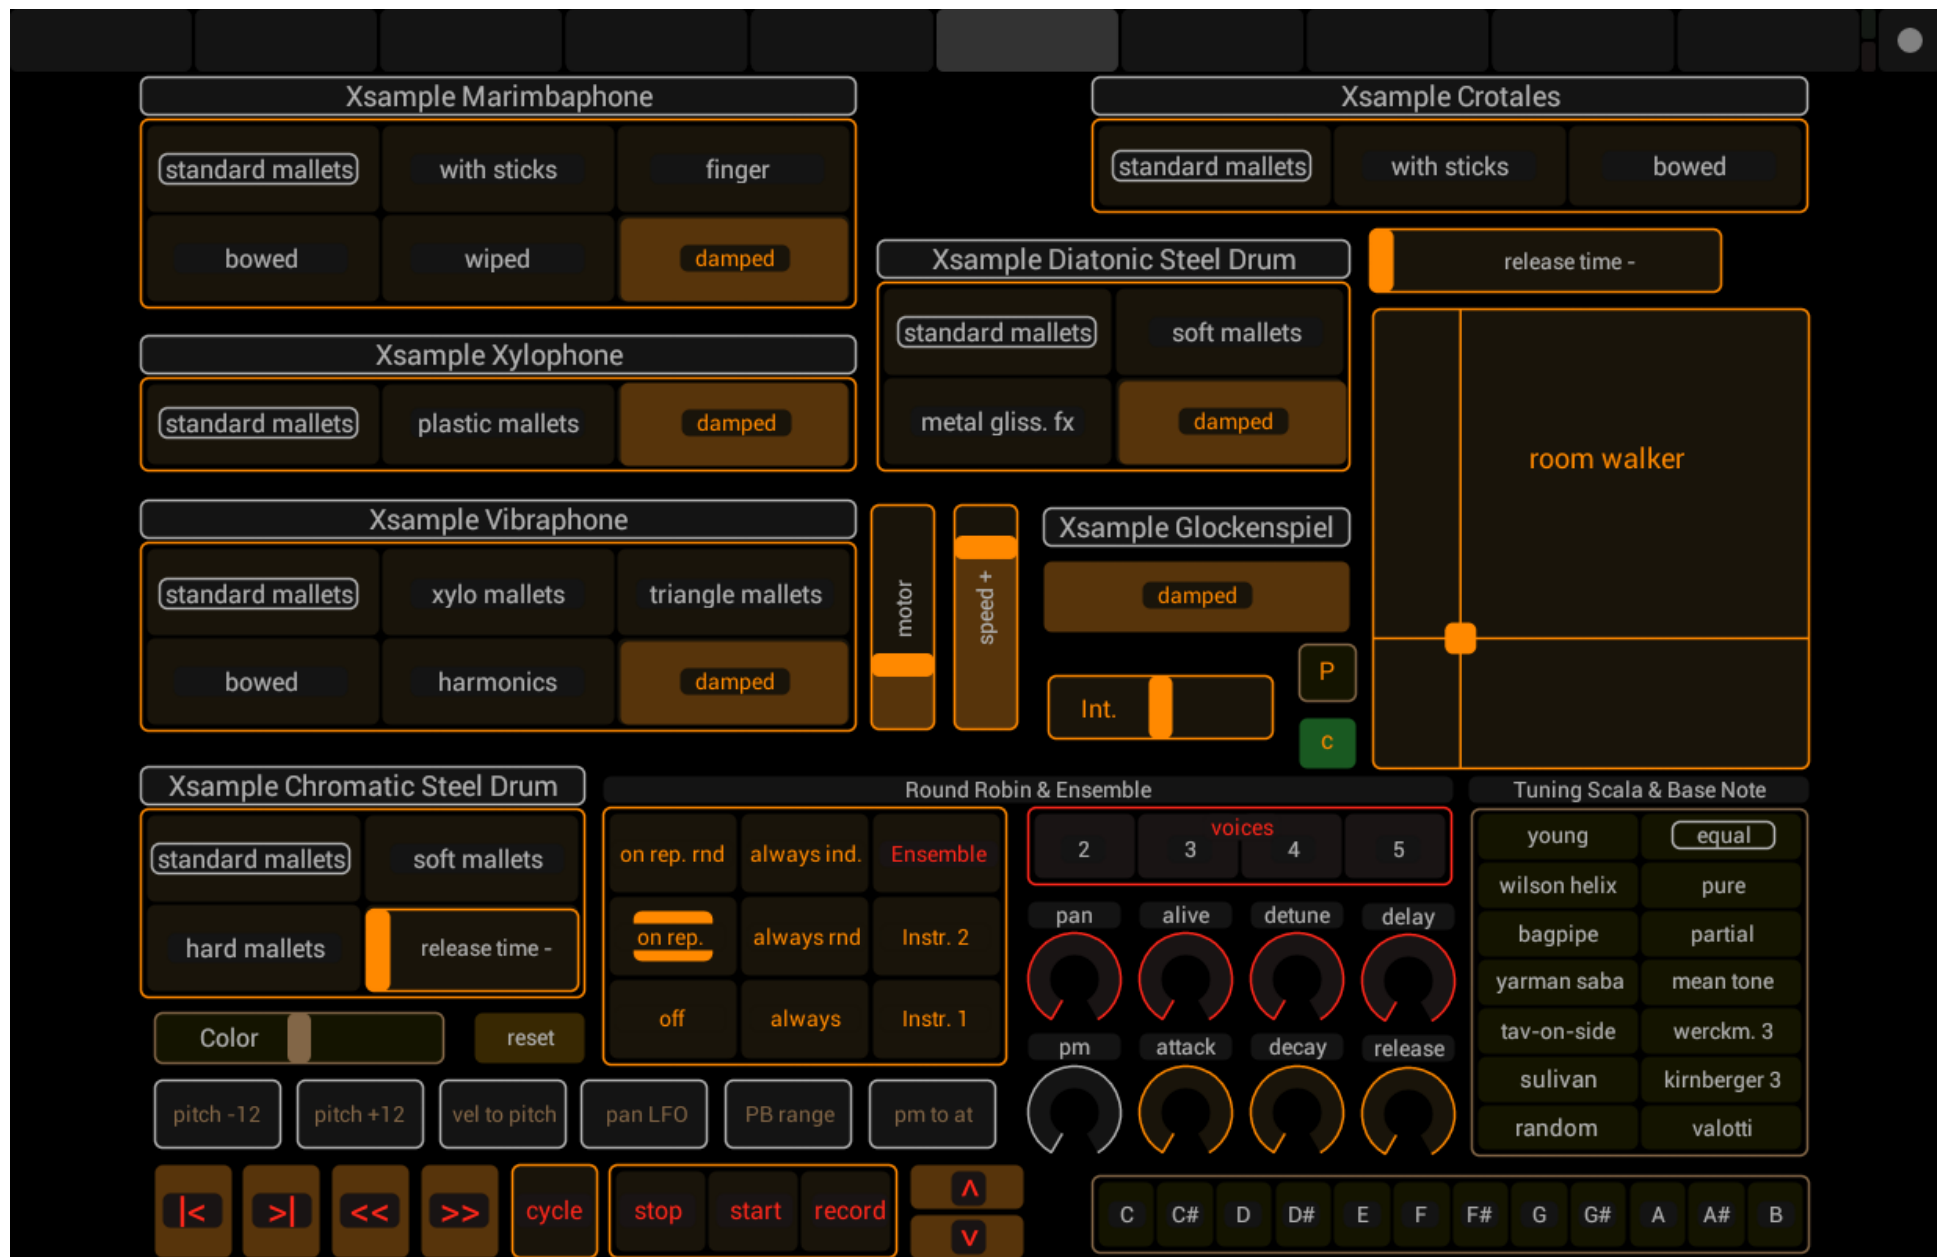 Xsample Marimbaphone
standard mallets with sticks finger
bowed wiped damped
Xsample Crotales
standard mallets with sticks bowed
release time -
Xsample Diatonic Steel Drum
standard mallets soft mallets
metal gliss. fx damped
room walker
Xsample Xylophone
standard mallets plastic mallets damped
Xsample Vibraphone
standard mallets xylo mallets triangle mallets
bowed harmonics damped
motor
speed +
Xsample Glockenspiel
damped
Int.
P
c
Xsample Chromatic Steel Drum
standard mallets soft mallets
hard mallets release time -
Color reset
Round Robin & Ensemble
on rep. rnd always ind. Ensemble
on rep. always rnd Instr. 2
off always Instr. 1
voices
2 3 4 5
pan alive detune delay
pm attack decay release
Tuning Scala & Base Note
young equal
wilson helix pure
bagpipe partial
yarman saba mean tone
tav-on-side werckm. 3
sulivan kirnberger 3
random valotti
pitch -12 pitch +12 vel to pitch pan LFO PB range pm to at
|< >| << >> cycle stop start record
^
v
C C# D D# E F F# G G# A A# B